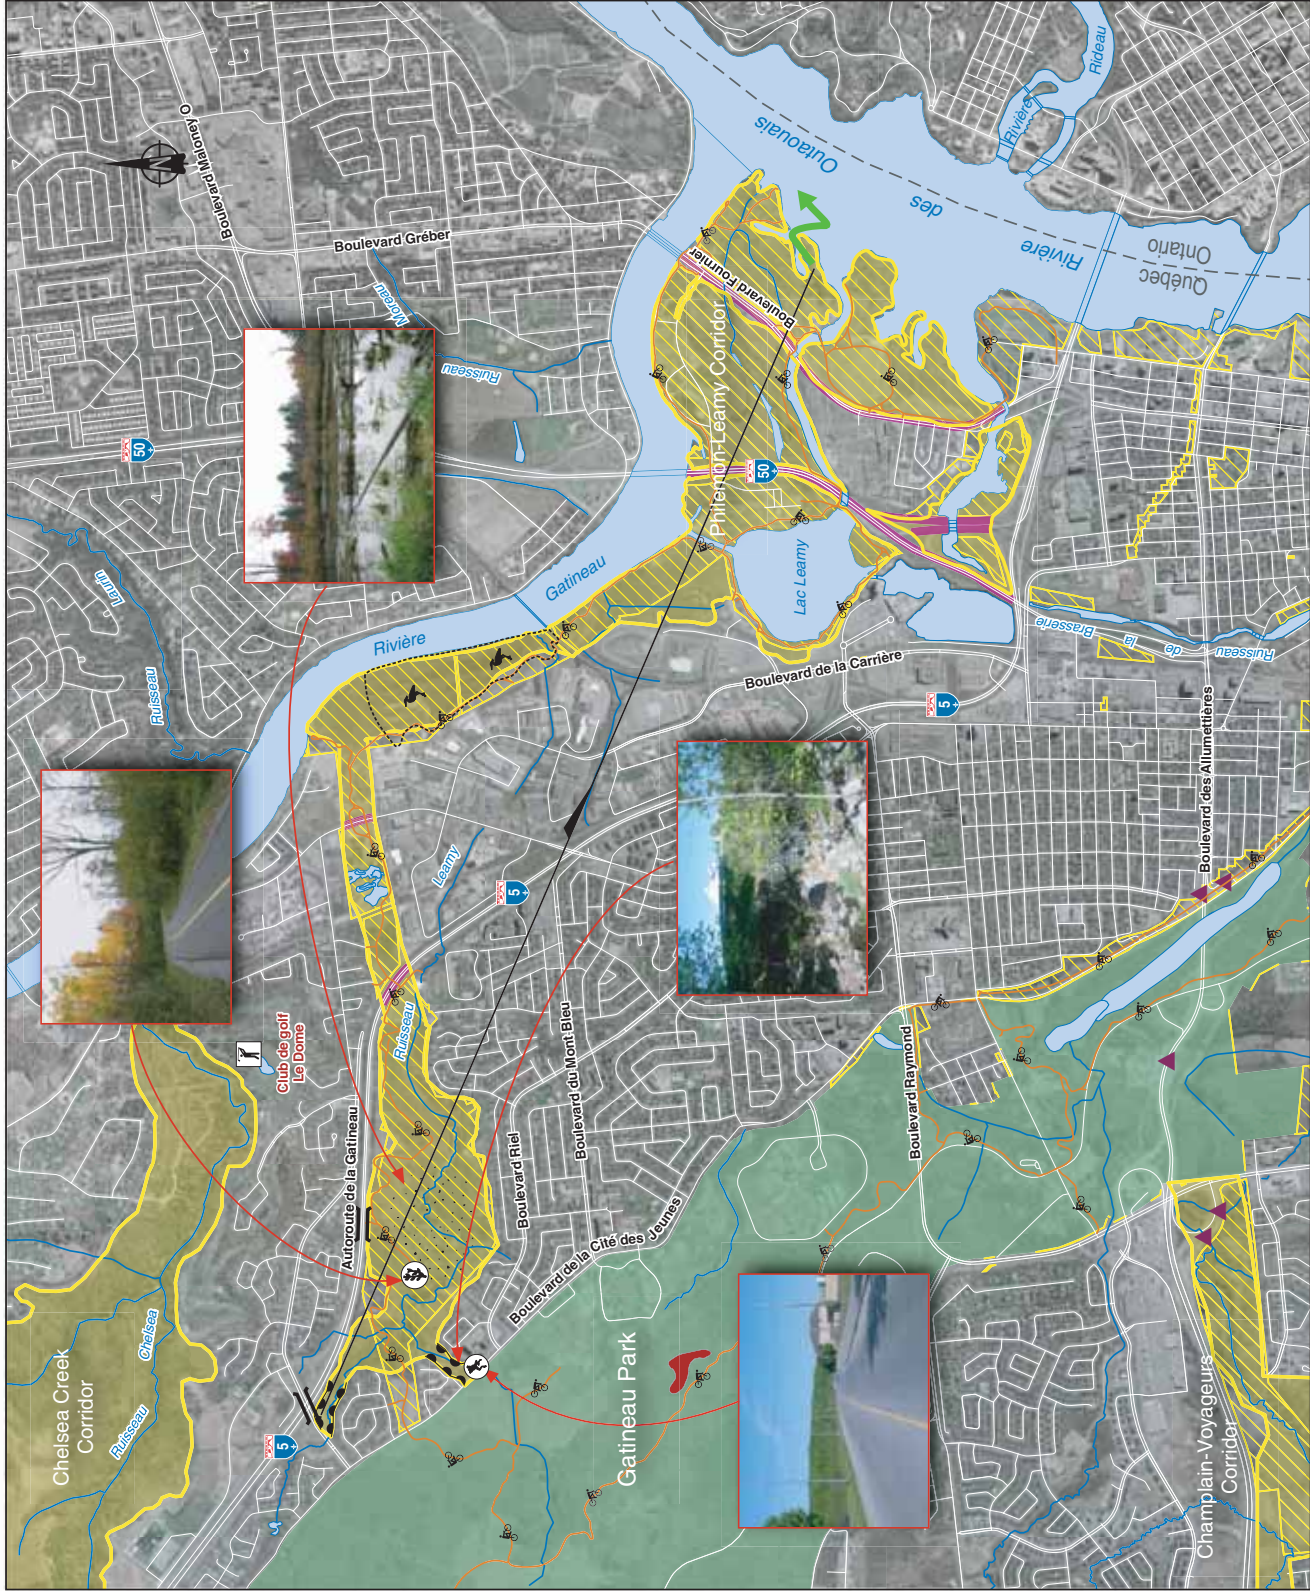 Boulevard Maloney O
N
Boulevard Gréber
Moreau
Ruisseau
50
Laurin
Ruisseau
Rivière
Gatineau
Rivière
des
Outaouais
Rivière
Rideau
Québec
Ontario
Boulevard Fournier
Philemon-Leamy Corridor
50
Lac Leamy
Boulevard de la Carrière
5
Ruisseau
de
la
Brasserie
Boulevard des Allumettières
Leamy
5
Ruisseau
Club de golf
Le Dome
Autoroute de la Gatineau
Boulevard Riel
Boulevard du Mont Bleu
Boulevard de la Cité des Jeunes
Boulevard Raymond
Chelsea Creek
Corridor
Ruisseau
Chelsea
5
Gatineau Park
Champlain-Voyageurs
Corridor